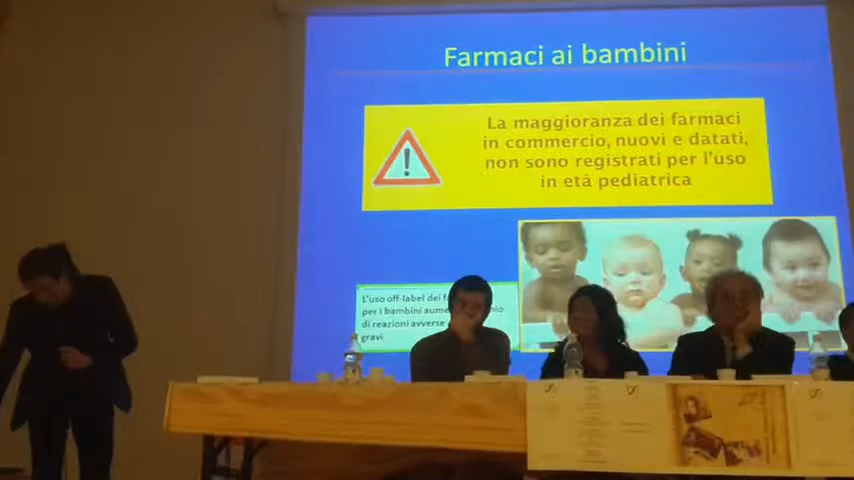 Farmaci ai bambini
La maggioranza dei farmaci
in commercio, nuovi e datati,
non sono registrati per l'uso
in età pediatrica
L'uso off-label dei
per i bambini
di reazioni avverse
gravi